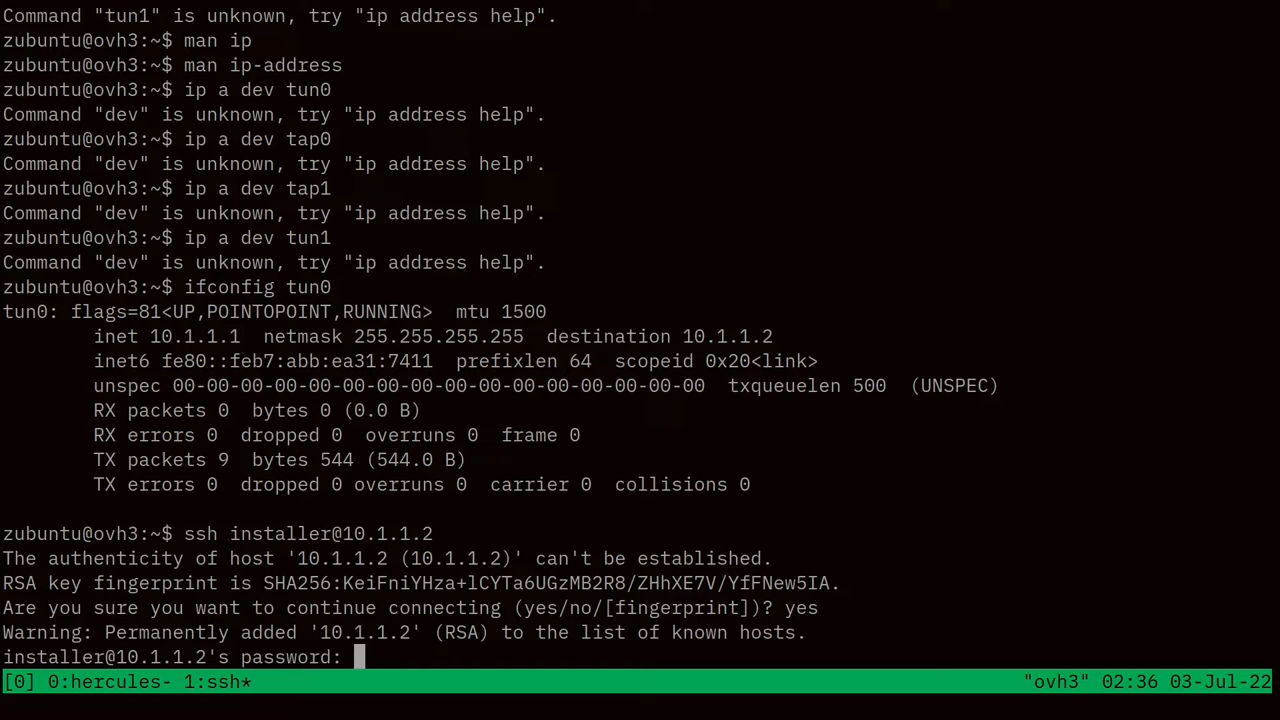 Command "tun1" is unknown, try "ip address help".
zubuntu@ovh3:~$ man ip
zubuntu@ovh3:~$ man ip-address
zubuntu@ovh3:~$ ip a dev tun0
Command "dev" is unknown, try "ip address help".
zubuntu@ovh3:~$ ip a dev tap0
Command "dev" is unknown, try "ip address help".
zubuntu@ovh3:~$ ip a dev tap1
Command "dev" is unknown, try "ip address help".
zubuntu@ovh3:~$ ip a dev tun1
Command "dev" is unknown, try "ip address help".
zubuntu@ovh3:~$ ifconfig tun0
tun0: flags=81<UP,POINTOPOINT,RUNNING>  mtu 1500
        inet 10.1.1.1  netmask 255.255.255.255  destination 10.1.1.2
        inet6 fe80::feb7:abb:ea31:7411  prefixlen 64  scopeid 0x20<link>
        unspec 00-00-00-00-00-00-00-00-00-00-00-00-00-00-00-00  txqueuelen 500  (UNSPEC)
        RX packets 0  bytes 0 (0.0 B)
        RX errors 0  dropped 0  overruns 0  frame 0
        TX packets 9  bytes 544 (544.0 B)
        TX errors 0  dropped 0 overruns 0  carrier 0  collisions 0

zubuntu@ovh3:~$ ssh installer@10.1.1.2
The authenticity of host '10.1.1.2 (10.1.1.2)' can't be established.
RSA key fingerprint is SHA256:KeiFniYHza+lCYTa6UGzMB2R8/ZHhXE7V/YfFNew5IA.
Are you sure you want to continue connecting (yes/no/[fingerprint])? yes
Warning: Permanently added '10.1.1.2' (RSA) to the list of known hosts.
installer@10.1.1.2's password:
[0] 0:hercules- 1:ssh* "ovh3" 02:36 03-Jul-22